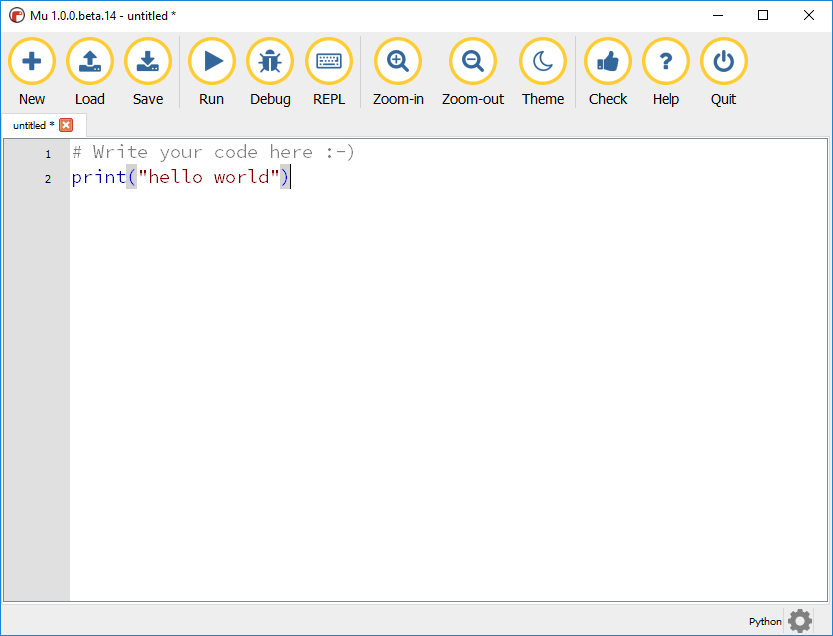 Mu 1.0.0.beta.14 - untitled *
New Load Save Run Debug REPL Zoom-in Zoom-out Theme Check Help Quit
untitled *
1 # Write your code here :-)
2 print("hello world")
Python